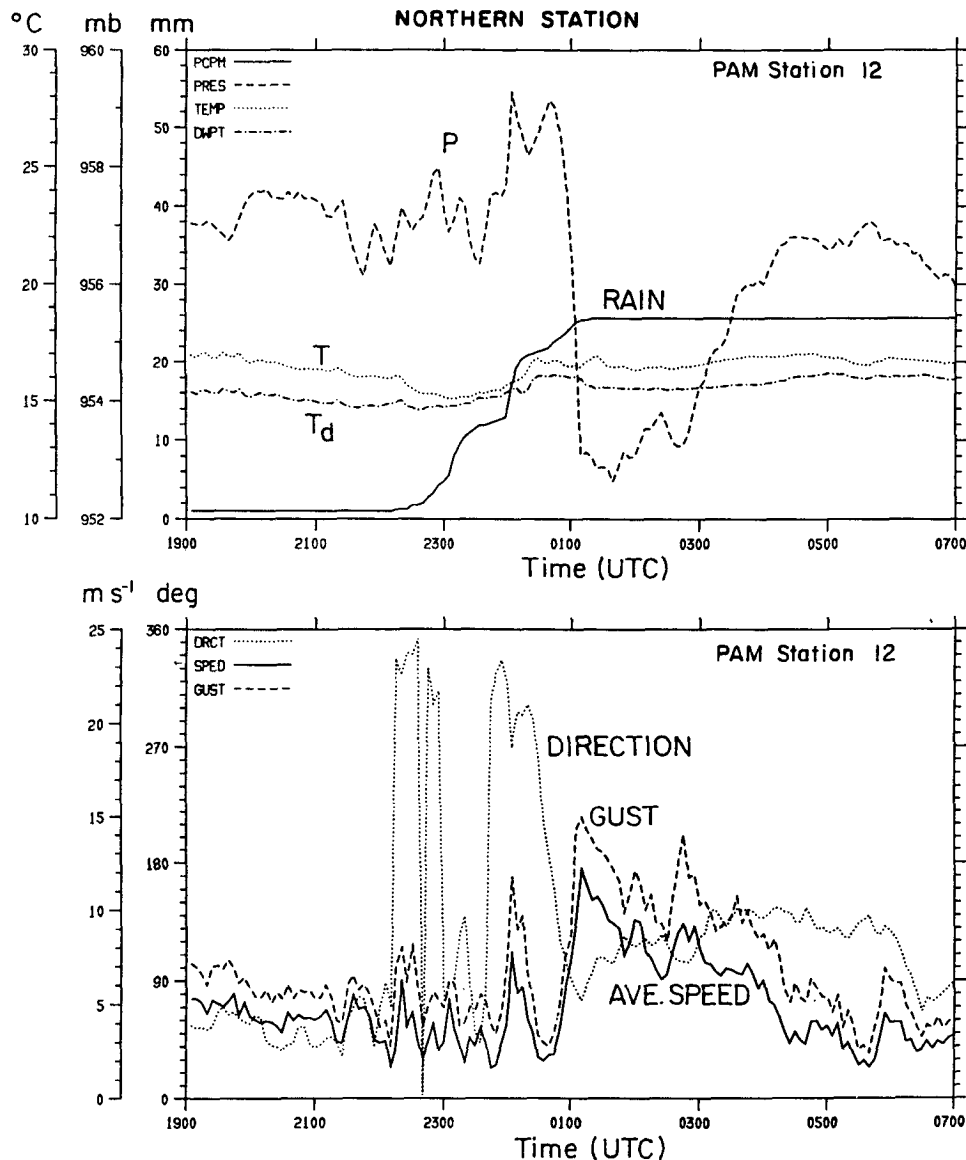 NORTHERN STATION
°C mb mm
30 960 60
PCPM
PRES
TEMP
DWPT
PAM Station 12
P
50
25 958
40
30
20 956
RAIN
T
20
15 954
Td
10
10 952 0
1900 2100 2300 0100 0300 0500 0700
Time (UTC)
m s⁻¹ deg
25 360
DRCT
SPED
GUST
PAM Station 12
20
270
DIRECTION
15
GUST
180
10
90
5
AVE. SPEED
0 0
1900 2100 2300 0100 0300 0500 0700
Time (UTC)